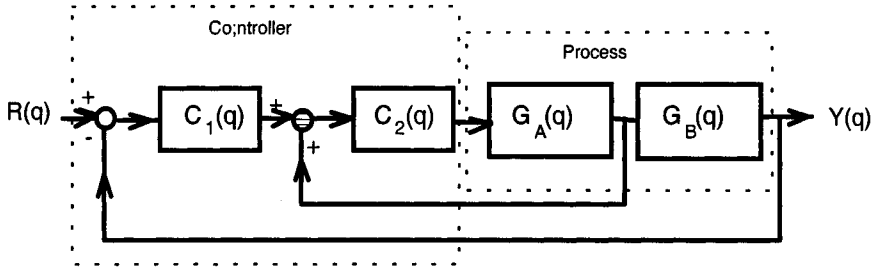 Co;ntroller
Process
R(q)
+
-
C1(q)
±
+
C2(q)
GA(q)
GB(q)
Y(q)